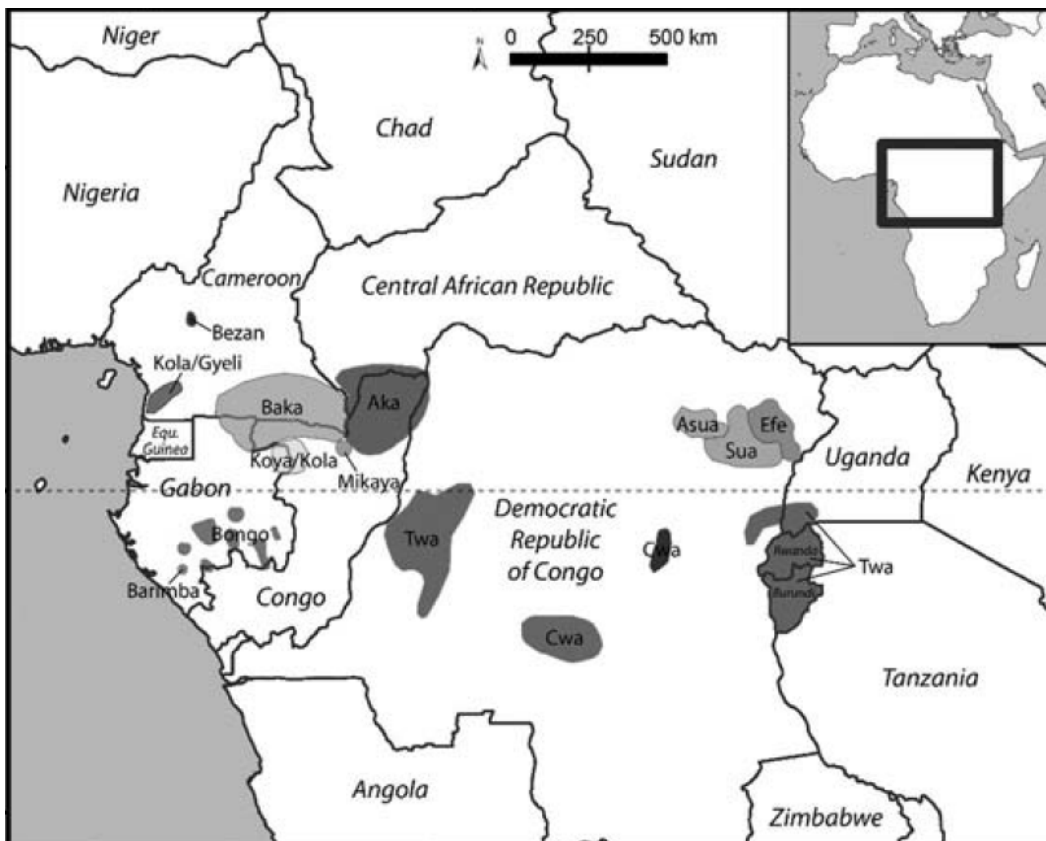 Niger
N
0 250 500 km
Chad
Sudan
Nigeria
Cameroon
Central African Republic
Bezan
Kola/Gyeli
Baka
Aka
Asua
Efe
Sua
Equ.
Guinea
Koya/Kola
Mikaya
Uganda
Kenya
Gabon
Democratic
Republic
of Congo
Twa
Bongo
Cwa
Rwanda
Twa
Barimba
Congo
Burundi
Cwa
Tanzania
Angola
Zimbabwe